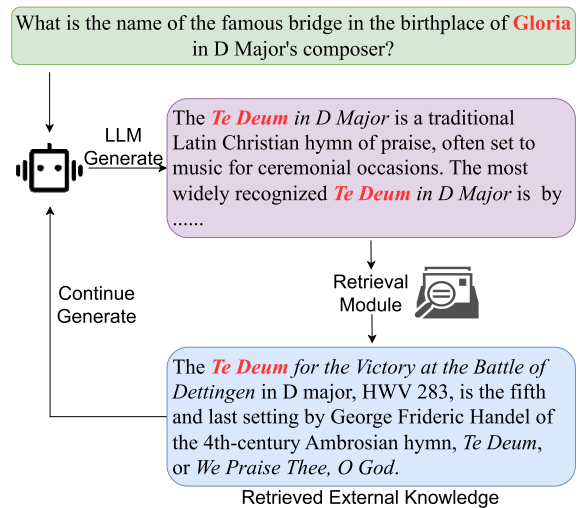 What is the name of the famous bridge in the birthplace of Gloria
in D Major's composer?
LLM
Generate
The Te Deum in D Major is a traditional
Latin Christian hymn of praise, often set to
music for ceremonial occasions. The most
widely recognized Te Deum in D Major is by
......
Retrieval
Module
Continue
Generate
The Te Deum for the Victory at the Battle of
Dettingen in D major, HWV 283, is the fifth
and last setting by George Frideric Handel of
the 4th-century Ambrosian hymn, Te Deum,
or We Praise Thee, O God.
Retrieved External Knowledge